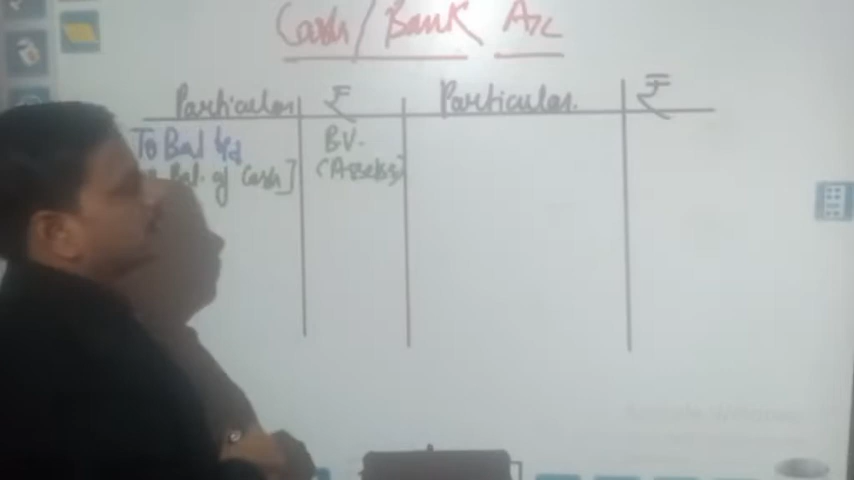 Cash/Bank A/c
Particular ₹ Particular. ₹
To Bal b/d BV.
Bal. of Cash] (Assets)